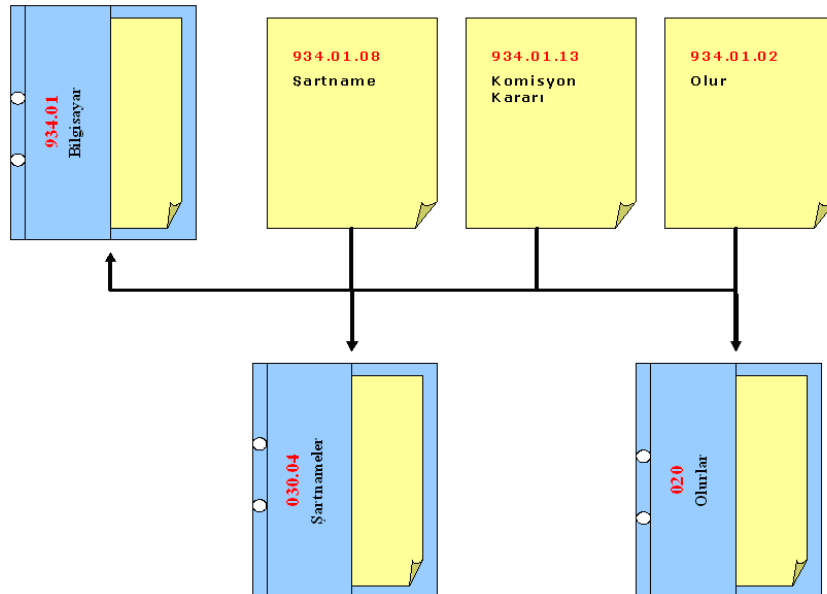 934.01
Bilgisayar
934.01.08
Şartname
934.01.13
Komisyon
Kararı
934.01.02
Olur
030.04
Şartnameler
020
Olurlar